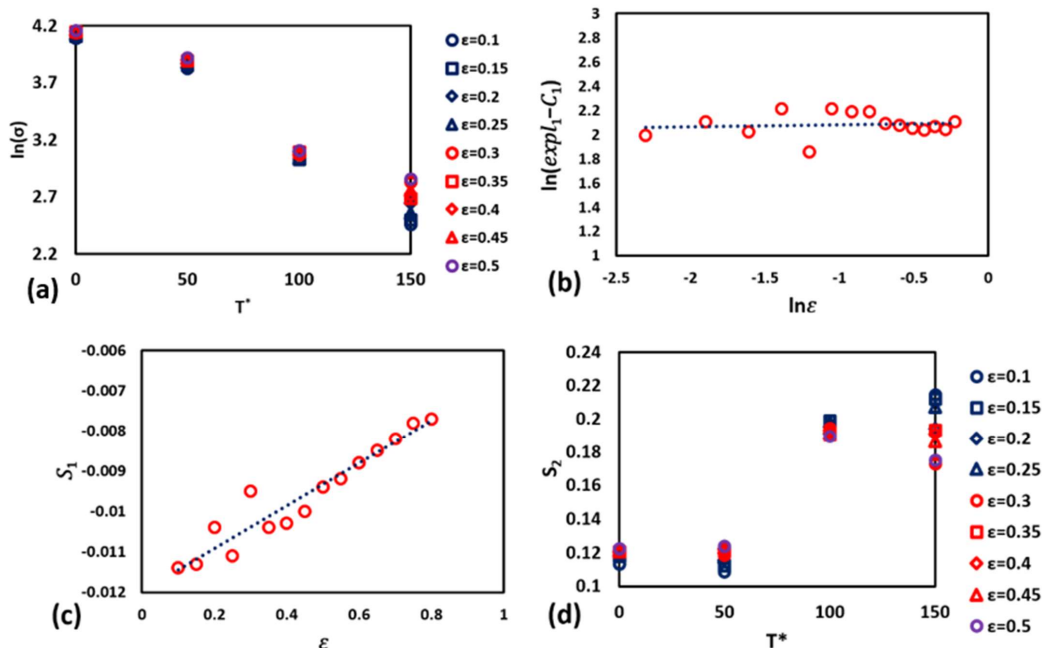 4.2
3.7
3.2
2.7
2.2
ln(σ)
0
50
100
150
T*
(a)
ε=0.1
ε=0.15
ε=0.2
ε=0.25
ε=0.3
ε=0.35
ε=0.4
ε=0.45
ε=0.5
3
2.8
2.6
2.4
2.2
2
1.8
1.6
1.4
1.2
1
ln(expl₁-C₁)
-2.5
-2
-1.5
-1
-0.5
0
lnε
(b)
-0.006
-0.007
-0.008
-0.009
-0.01
-0.011
-0.012
S₁
0
0.2
0.4
0.6
0.8
1
ε
(c)
0.24
0.22
0.2
0.18
0.16
0.14
0.12
0.1
S₂
0
50
100
150
T*
(d)
ε=0.1
ε=0.15
ε=0.2
ε=0.25
ε=0.3
ε=0.35
ε=0.4
ε=0.45
ε=0.5